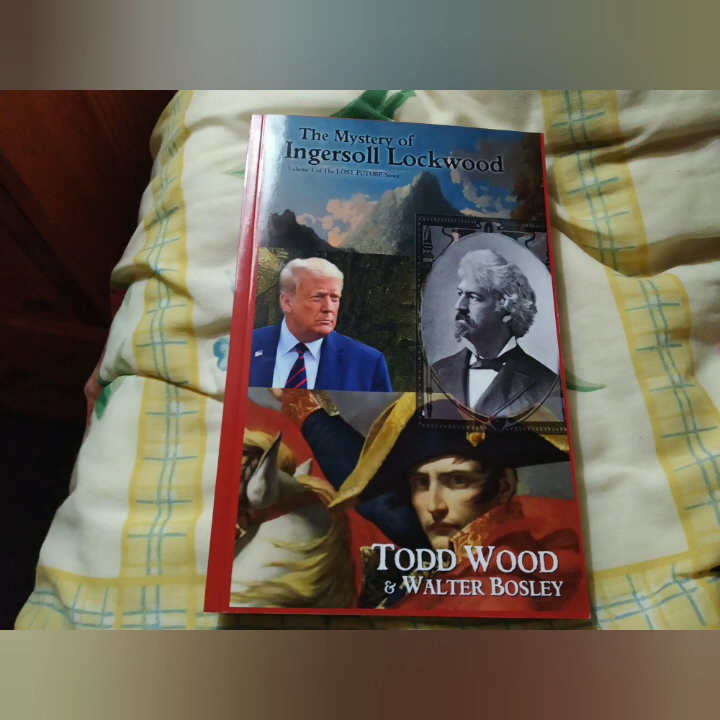 The Mystery of
Ingersoll Lockwood
Volume 1 of The LOST FUTURE Series
TODD WOOD
& WALTER BOSLEY